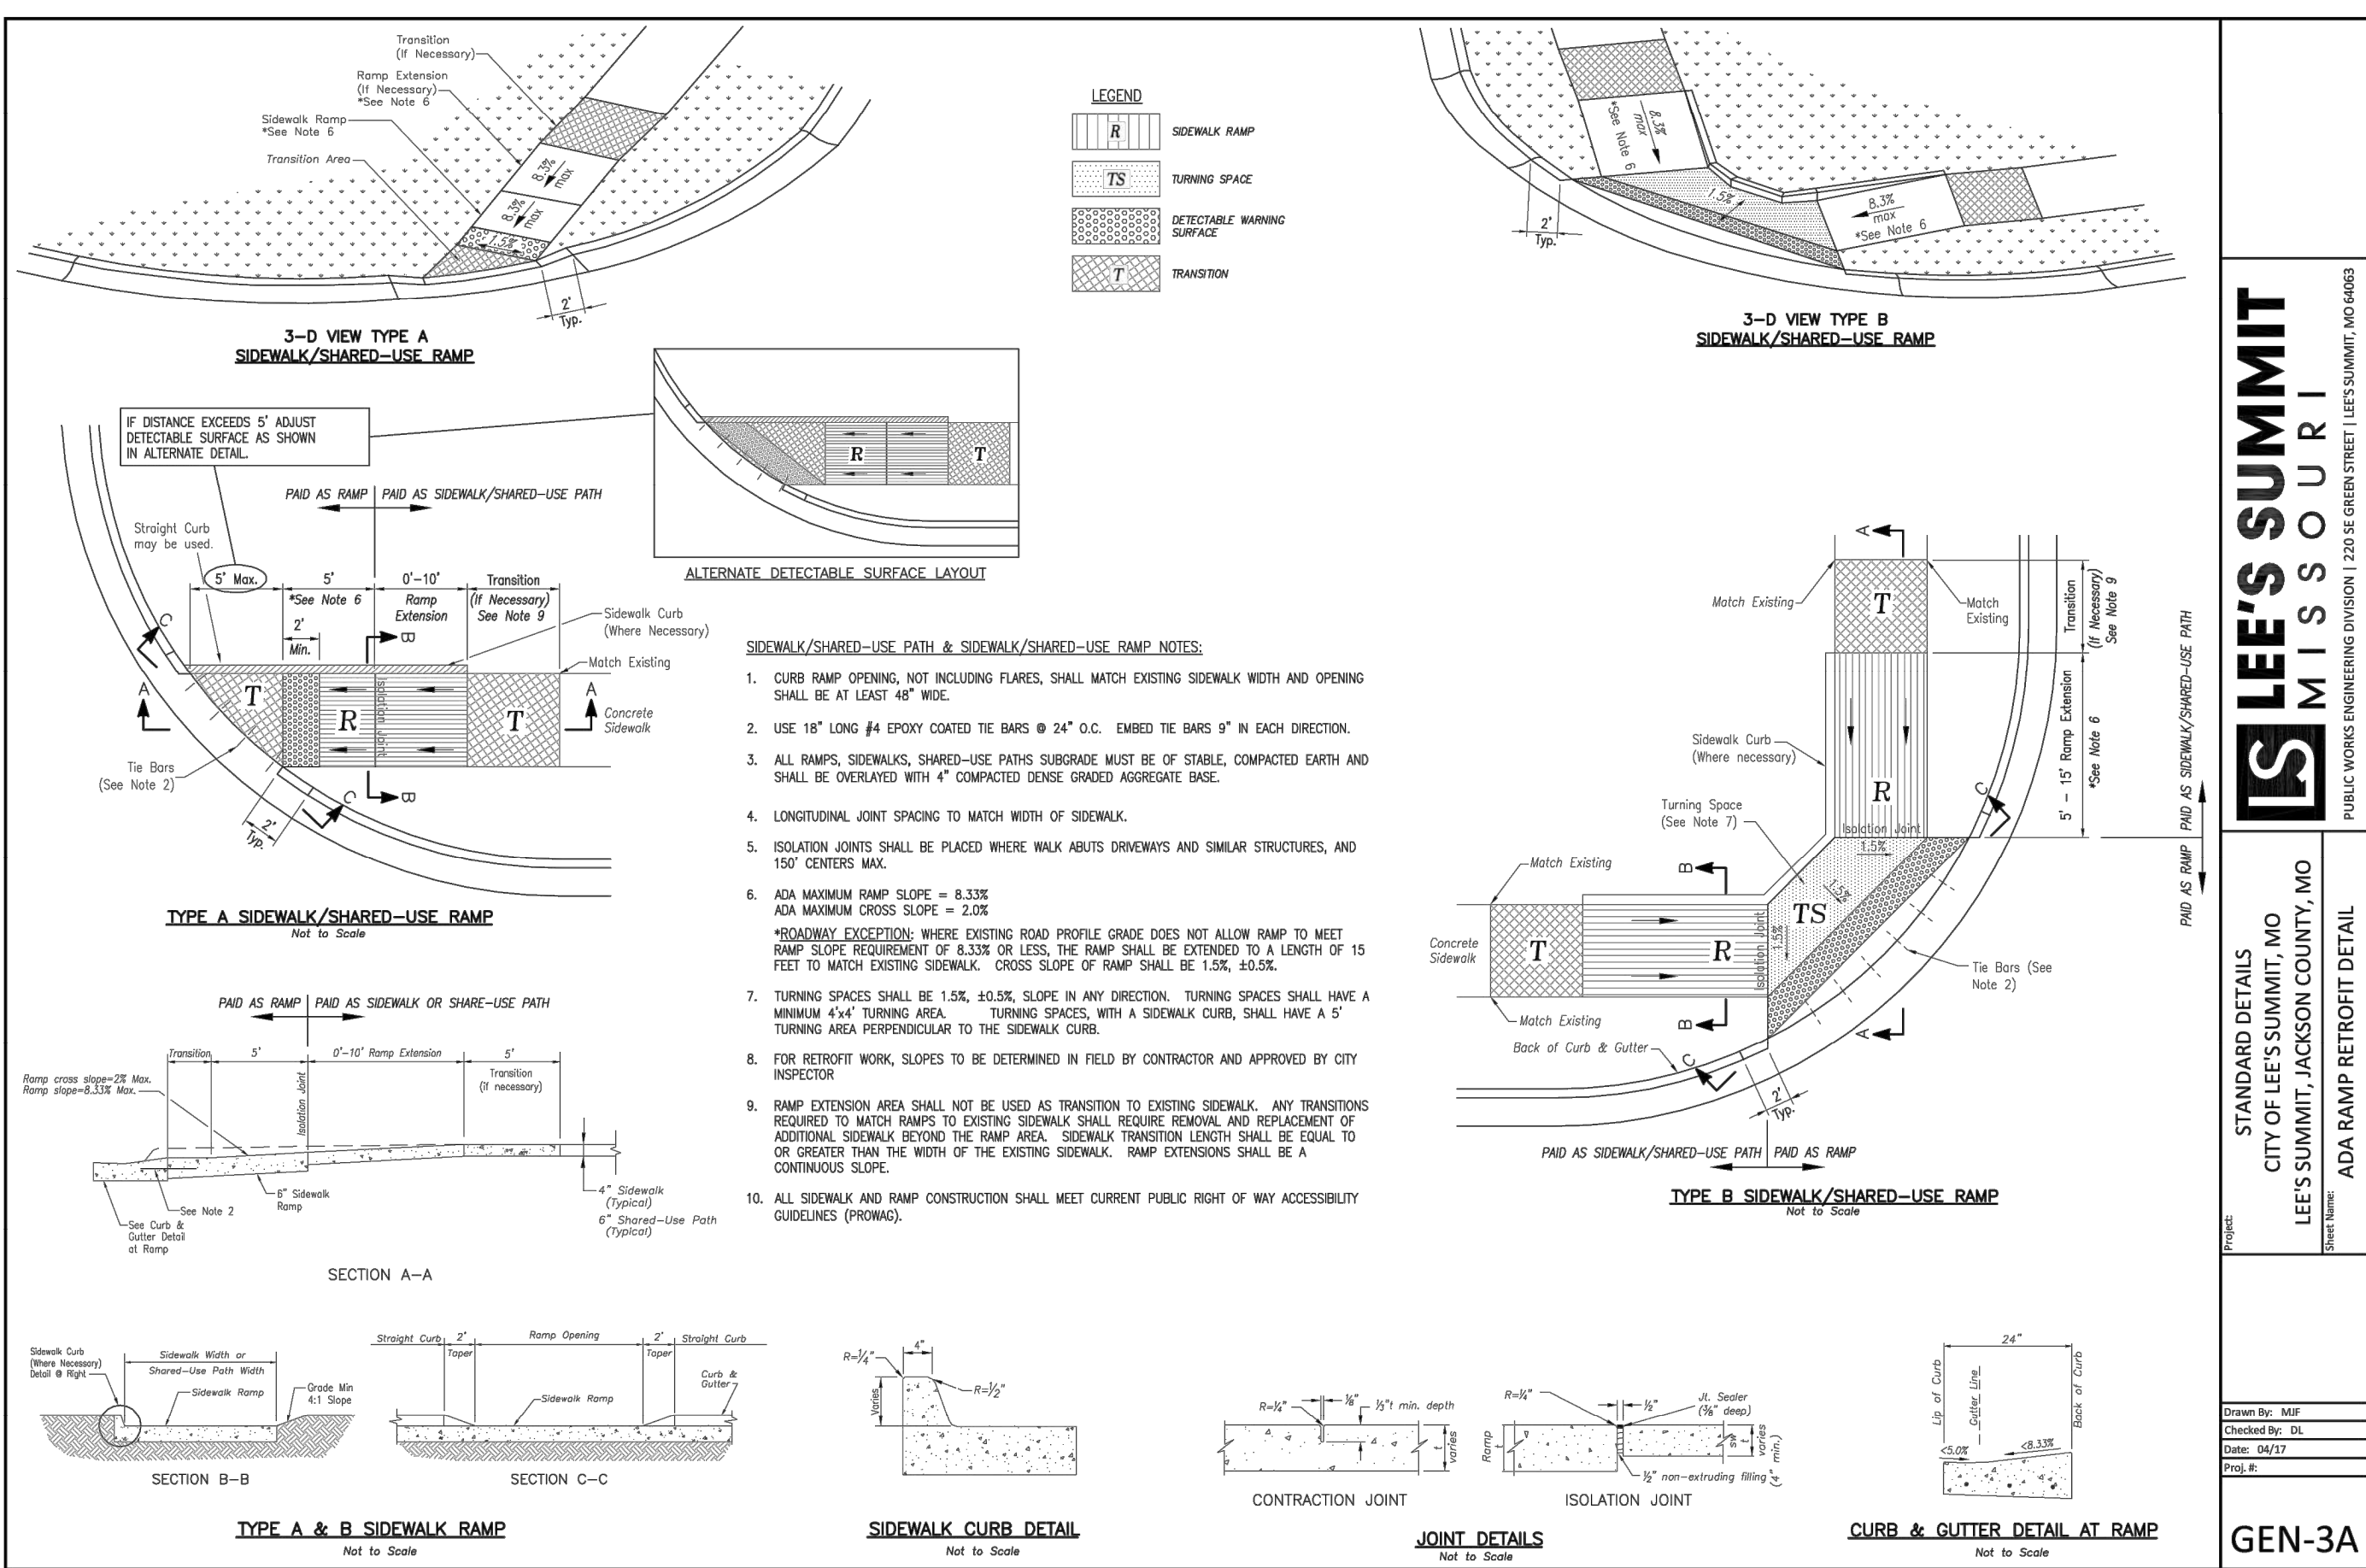 Transition
(If Necessary)
Ramp Extension
(If Necessary)
*See Note 6
Sidewalk Ramp
*See Note 6
Transition Area
8.3%
max
8.3%
max
1.5%
2'
Typ.
3-D VIEW TYPE A
SIDEWALK/SHARED-USE RAMP
LEGEND
R
SIDEWALK RAMP
TS
TURNING SPACE
DETECTABLE WARNING
SURFACE
T
TRANSITION
8.3%
max
*See Note 6
1.5%
8.3%
max
*See Note 6
2'
Typ.
3-D VIEW TYPE B
SIDEWALK/SHARED-USE RAMP
IF DISTANCE EXCEEDS 5' ADJUST
DETECTABLE SURFACE AS SHOWN
IN ALTERNATE DETAIL.
R
T
ALTERNATE DETECTABLE SURFACE LAYOUT
PAID AS RAMP
PAID AS SIDEWALK/SHARED-USE PATH
Straight Curb
may be used.
5' Max.
5'
*See Note 6
0'-10'
Ramp
Extension
Transition
(If Necessary)
See Note 9
2'
Min.
Sidewalk Curb
(Where Necessary)
Match Existing
Concrete
Sidewalk
A
A
B
B
C
C
T
R
T
Isolation Joint
Tie Bars
(See Note 2)
2'
Typ.
TYPE A SIDEWALK/SHARED-USE RAMP
Not to Scale
SIDEWALK/SHARED-USE PATH & SIDEWALK/SHARED-USE RAMP NOTES:
1. CURB RAMP OPENING, NOT INCLUDING FLARES, SHALL MATCH EXISTING SIDEWALK WIDTH AND OPENING
SHALL BE AT LEAST 48" WIDE.
2. USE 18" LONG #4 EPOXY COATED TIE BARS @ 24" O.C. EMBED TIE BARS 9" IN EACH DIRECTION.
3. ALL RAMPS, SIDEWALKS, SHARED-USE PATHS SUBGRADE MUST BE OF STABLE, COMPACTED EARTH AND
SHALL BE OVERLAYED WITH 4" COMPACTED DENSE GRADED AGGREGATE BASE.
4. LONGITUDINAL JOINT SPACING TO MATCH WIDTH OF SIDEWALK.
5. ISOLATION JOINTS SHALL BE PLACED WHERE WALK ABUTS DRIVEWAYS AND SIMILAR STRUCTURES, AND
150' CENTERS MAX.
6. ADA MAXIMUM RAMP SLOPE = 8.33%
ADA MAXIMUM CROSS SLOPE = 2.0%
*ROADWAY EXCEPTION: WHERE EXISTING ROAD PROFILE GRADE DOES NOT ALLOW RAMP TO MEET
RAMP SLOPE REQUIREMENT OF 8.33% OR LESS, THE RAMP SHALL BE EXTENDED TO A LENGTH OF 15
FEET TO MATCH EXISTING SIDEWALK. CROSS SLOPE OF RAMP SHALL BE 1.5%, ±0.5%.
7. TURNING SPACES SHALL BE 1.5%, ±0.5%, SLOPE IN ANY DIRECTION. TURNING SPACES SHALL HAVE A
MINIMUM 4'x4' TURNING AREA. TURNING SPACES, WITH A SIDEWALK CURB, SHALL HAVE A 5'
TURNING AREA PERPENDICULAR TO THE SIDEWALK CURB.
8. FOR RETROFIT WORK, SLOPES TO BE DETERMINED IN FIELD BY CONTRACTOR AND APPROVED BY CITY
INSPECTOR
9. RAMP EXTENSION AREA SHALL NOT BE USED AS TRANSITION TO EXISTING SIDEWALK. ANY TRANSITIONS
REQUIRED TO MATCH RAMPS TO EXISTING SIDEWALK SHALL REQUIRE REMOVAL AND REPLACEMENT OF
ADDITIONAL SIDEWALK BEYOND THE RAMP AREA. SIDEWALK TRANSITION LENGTH SHALL BE EQUAL TO
OR GREATER THAN THE WIDTH OF THE EXISTING SIDEWALK. RAMP EXTENSIONS SHALL BE A
CONTINUOUS SLOPE.
10. ALL SIDEWALK AND RAMP CONSTRUCTION SHALL MEET CURRENT PUBLIC RIGHT OF WAY ACCESSIBILITY
GUIDELINES (PROWAG).
A
Match Existing
Match
Existing
T
Transition
(If Necessary)
See Note 9
Sidewalk Curb
(Where necessary)
5' - 15' Ramp Extension
*See Note 6
R
Isolation Joint
Turning Space
(See Note 7)
1.5%
1.5%
1.5%
TS
C
PAID AS RAMP
PAID AS SIDEWALK/SHARED-USE PATH
Match Existing
B
Concrete
Sidewalk
T
R
Isolation Joint
Tie Bars (See
Note 2)
Match Existing
B
A
Back of Curb & Gutter
C
2'
Typ.
PAID AS SIDEWALK/SHARED-USE PATH
PAID AS RAMP
TYPE B SIDEWALK/SHARED-USE RAMP
Not to Scale
PAID AS RAMP
PAID AS SIDEWALK OR SHARE-USE PATH
Transition
5'
0'-10' Ramp Extension
5'
Transition
(if necessary)
Ramp cross slope=2% Max.
Ramp slope=8.33% Max.
Isolation Joint
See Note 2
6" Sidewalk
Ramp
See Curb &
Gutter Detail
at Ramp
4" Sidewalk
(Typical)
6" Shared-Use Path
(Typical)
SECTION A-A
Sidewalk Curb
(Where Necessary)
Detail @ Right
Sidewalk Width or
Shared-Use Path Width
Sidewalk Ramp
Grade Min
4:1 Slope
SECTION B-B
Straight Curb
2'
Taper
Ramp Opening
2'
Taper
Straight Curb
Curb &
Gutter
Sidewalk Ramp
SECTION C-C
TYPE A & B SIDEWALK RAMP
Not to Scale
4"
R=1/4"
R=1/2"
Varies
SIDEWALK CURB DETAIL
Not to Scale
R=1/4"
1/8"
1/3"t min. depth
t
varies
CONTRACTION JOINT
R=1/4"
1/2"
Jt. Sealer
(3/8" deep)
Ramp
t
sw
t
varies
(4" min.)
1/2" non-extruding filling
ISOLATION JOINT
JOINT DETAILS
Not to Scale
24"
Lip of Curb
Gutter Line
Back of Curb
<5.0%
<8.33%
CURB & GUTTER DETAIL AT RAMP
Not to Scale
LS
LEE'S SUMMIT
MISSOURI
PUBLIC WORKS ENGINEERING DIVISION | 220 SE GREEN STREET | LEE'S SUMMIT, MO 64063
Project:
STANDARD DETAILS
CITY OF LEE'S SUMMIT, MO
LEE'S SUMMIT, JACKSON COUNTY, MO
Sheet Name:
ADA RAMP RETROFIT DETAIL
Drawn By: MJF
Checked By: DL
Date: 04/17
Proj. #:
GEN-3A